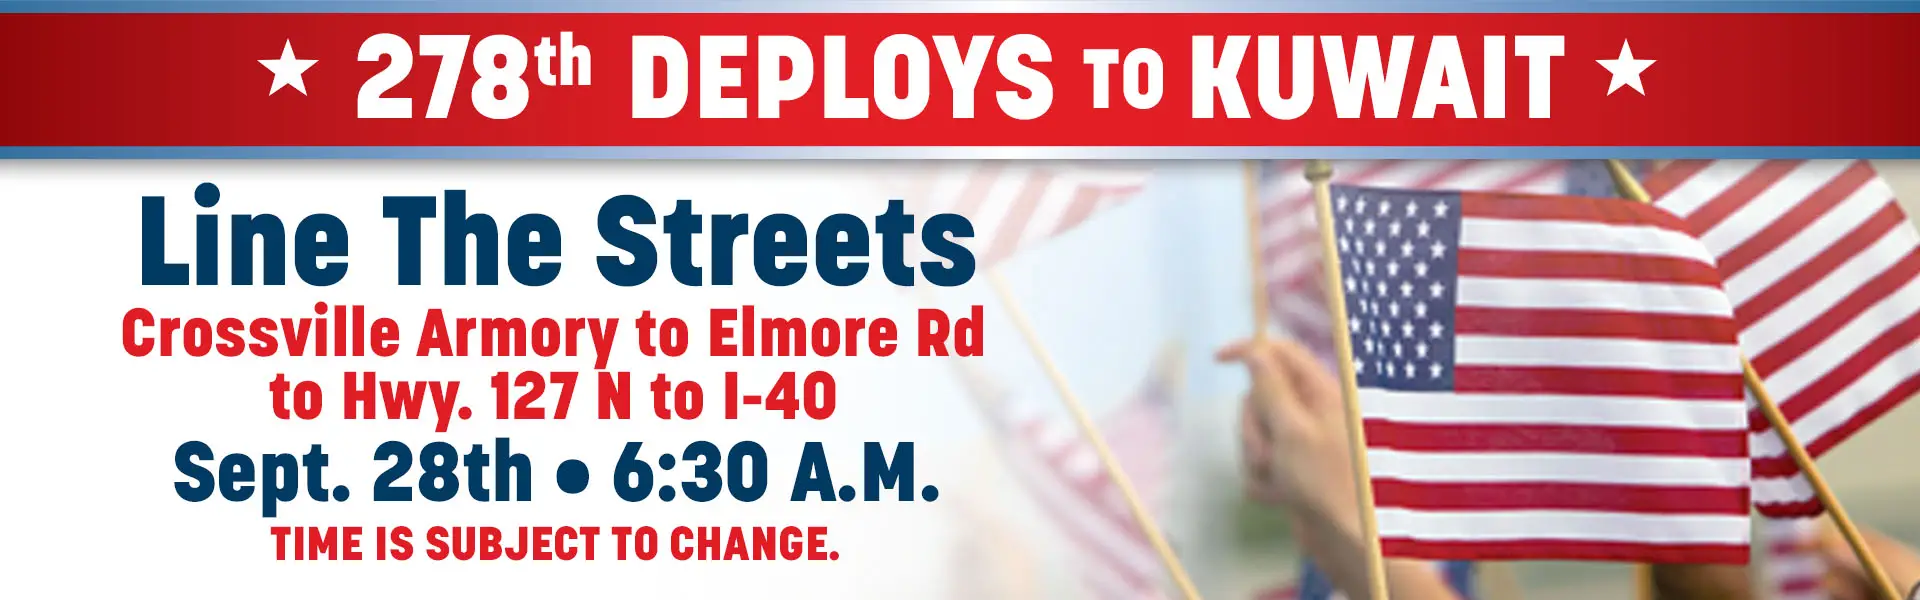 ★ 278th DEPLOYS TO KUWAIT ★
Line The Streets
Crossville Armory to Elmore Rd
to Hwy. 127 N to I-40
Sept. 28th • 6:30 A.M.
TIME IS SUBJECT TO CHANGE.